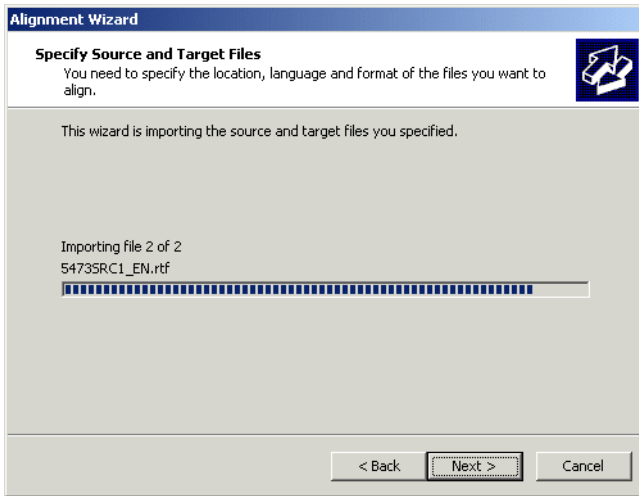 Alignment Wizard
Specify Source and Target Files
You need to specify the location, language and format of the files you want to
align.
This wizard is importing the source and target files you specified.
Importing file 2 of 2
5473SRC1_EN.rtf
< Back
Next >
Cancel